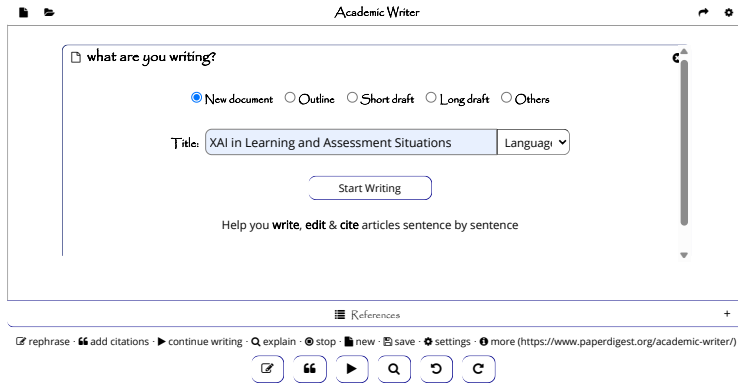 Academic Writer
what are you writing?
New document Outline Short draft Long draft Others
Title: XAI in Learning and Assessment Situations Language
Start Writing
Help you write, edit & cite articles sentence by sentence
References +
rephrase · add citations · continue writing · explain · stop · new · save · settings · more (https://www.paperdigest.org/academic-writer/)